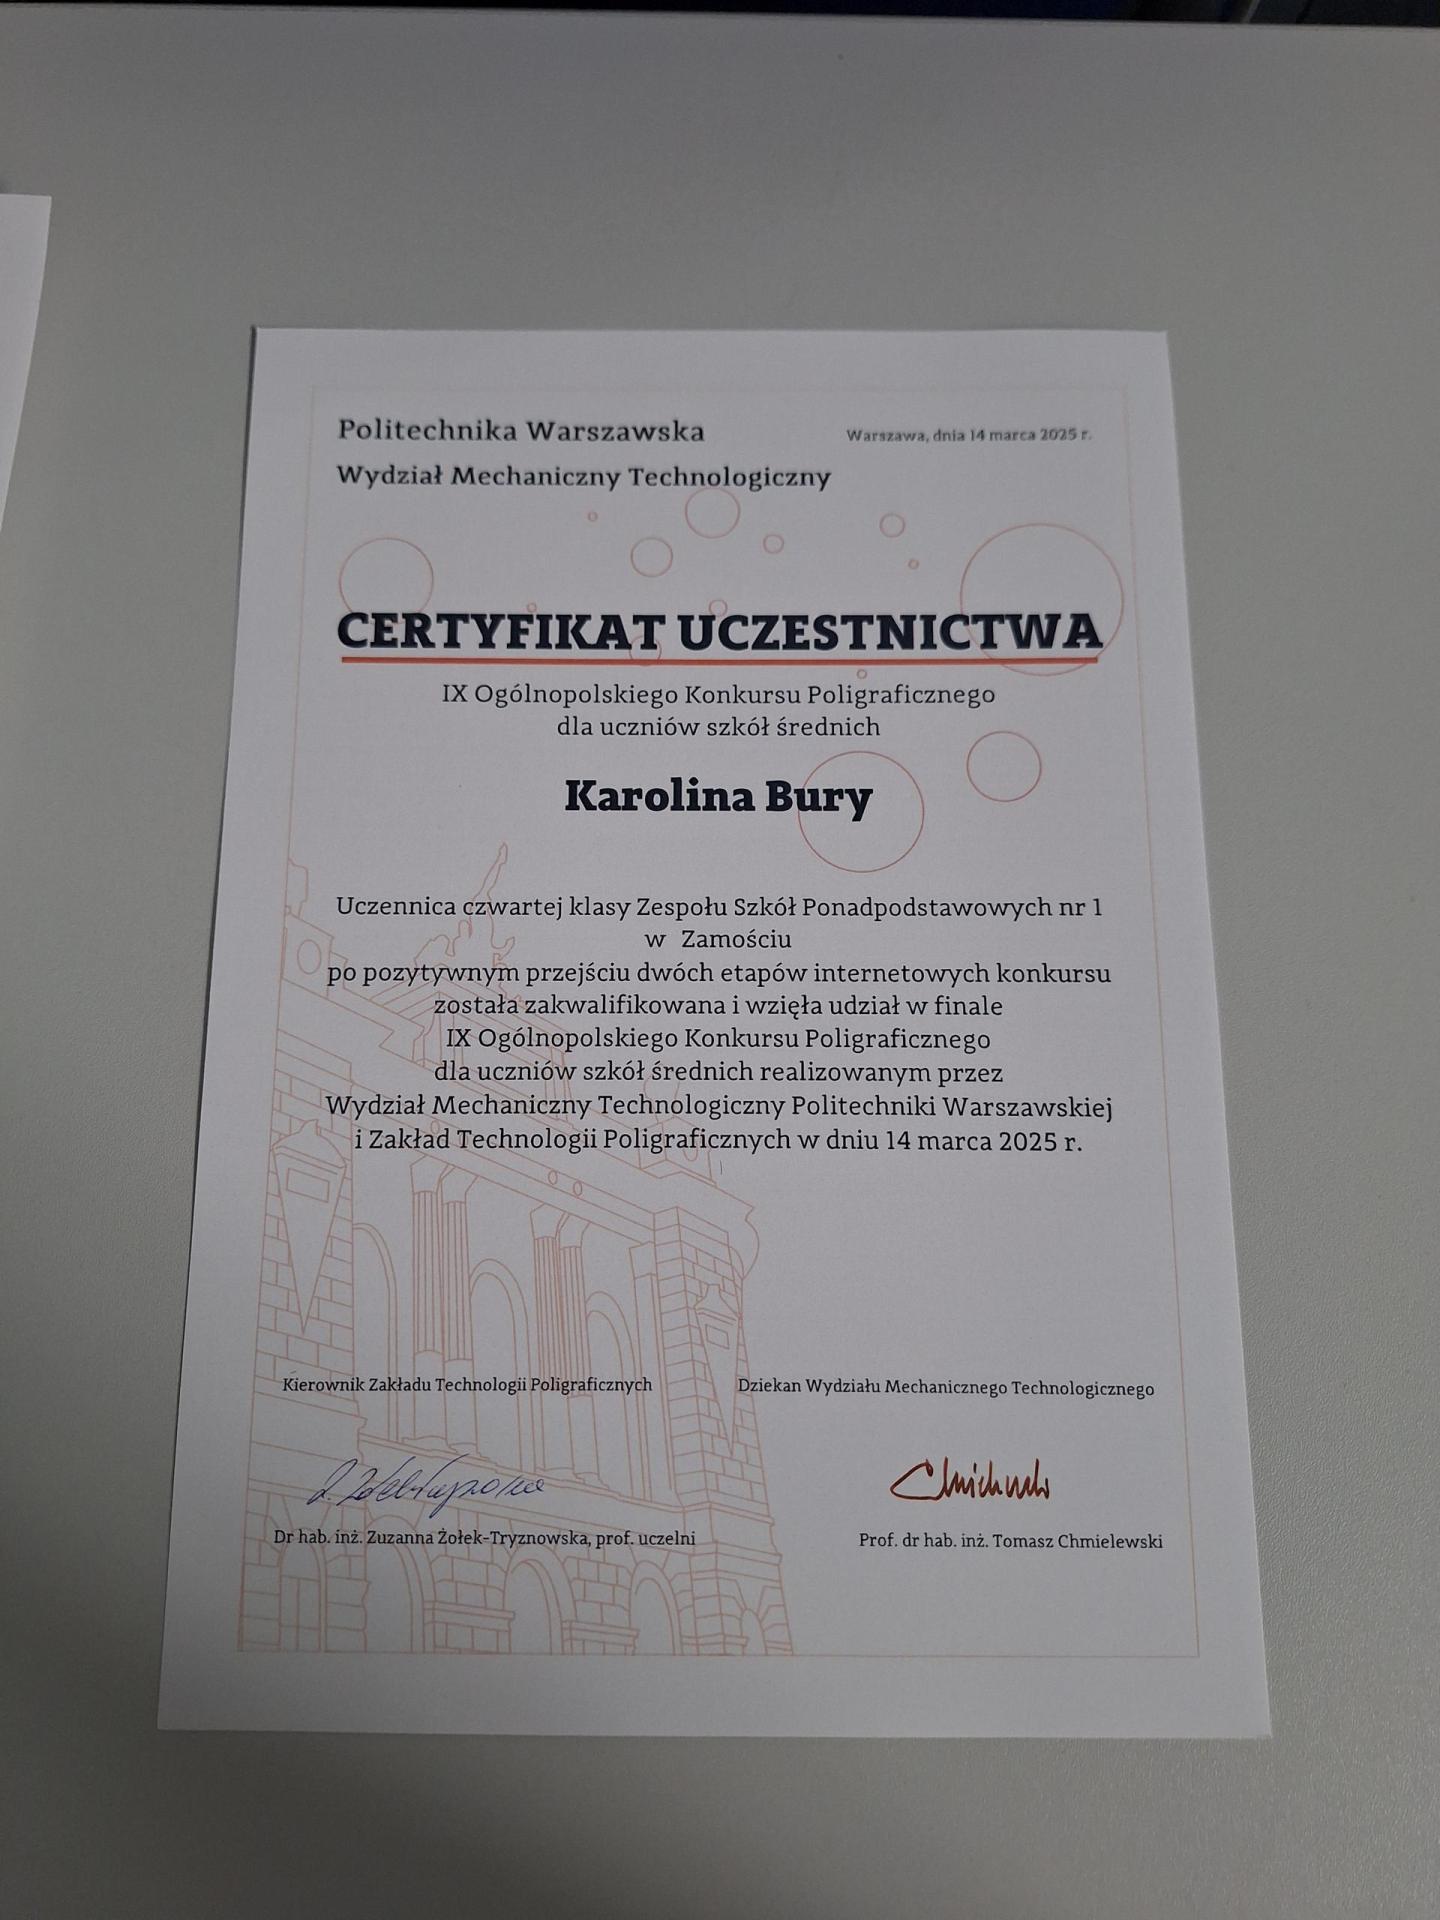 Politechnika Warszawska
Warszawa, dnia 14 marca 2025 r.
Wydział Mechaniczny Technologiczny
CERTYFIKAT UCZESTNICTWA
IX Ogólnopolskiego Konkursu Poligraficznego
dla uczniów szkół średnich
Karolina Bury
Uczennica czwartej klasy Zespołu Szkół Ponadpodstawowych nr 1
w Zamościu
po pozytywnym przejściu dwóch etapów internetowych konkursu
została zakwalifikowana i wzięła udział w finale
IX Ogólnopolskiego Konkursu Poligraficznego
dla uczniów szkół średnich realizowanym przez
Wydział Mechaniczny Technologiczny Politechniki Warszawskiej
i Zakład Technologii Poligraficznych w dniu 14 marca 2025 r.
Kierownik Zakładu Technologii Poligraficznych
Dziekan Wydziału Mechanicznego Technologicznego
Dr hab. inż. Zuzanna Żołek-Tryznowska, prof. uczelni
Prof. dr hab. inż. Tomasz Chmielewski